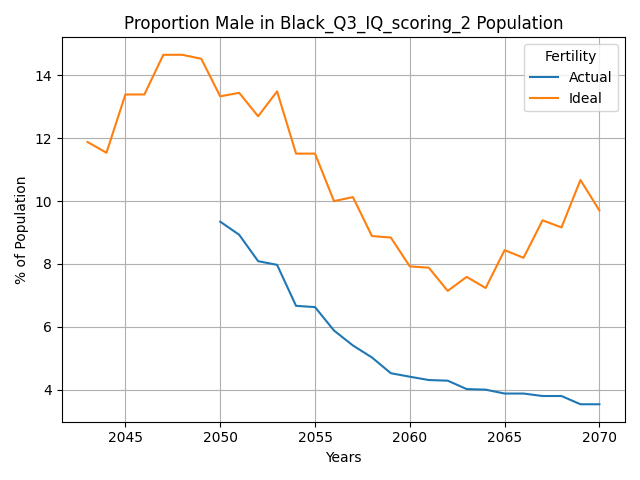 Proportion Male in Black_Q3_IQ_scoring_2 Population
Fertility
Actual
Ideal
% of Population
14
12
10
8
6
4
2045
2050
2055
2060
2065
2070
Years